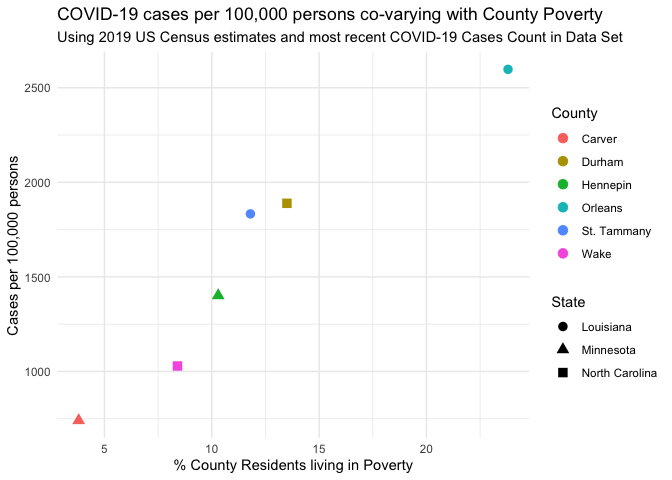 COVID-19 cases per 100,000 persons co-varying with County Poverty
Using 2019 US Census estimates and most recent COVID-19 Cases Count in Data Set
2500
2000
1500
1000
Cases per 100,000 persons
5 10 15 20
% County Residents living in Poverty
County
Carver
Durham
Hennepin
Orleans
St. Tammany
Wake
State
Louisiana
Minnesota
North Carolina